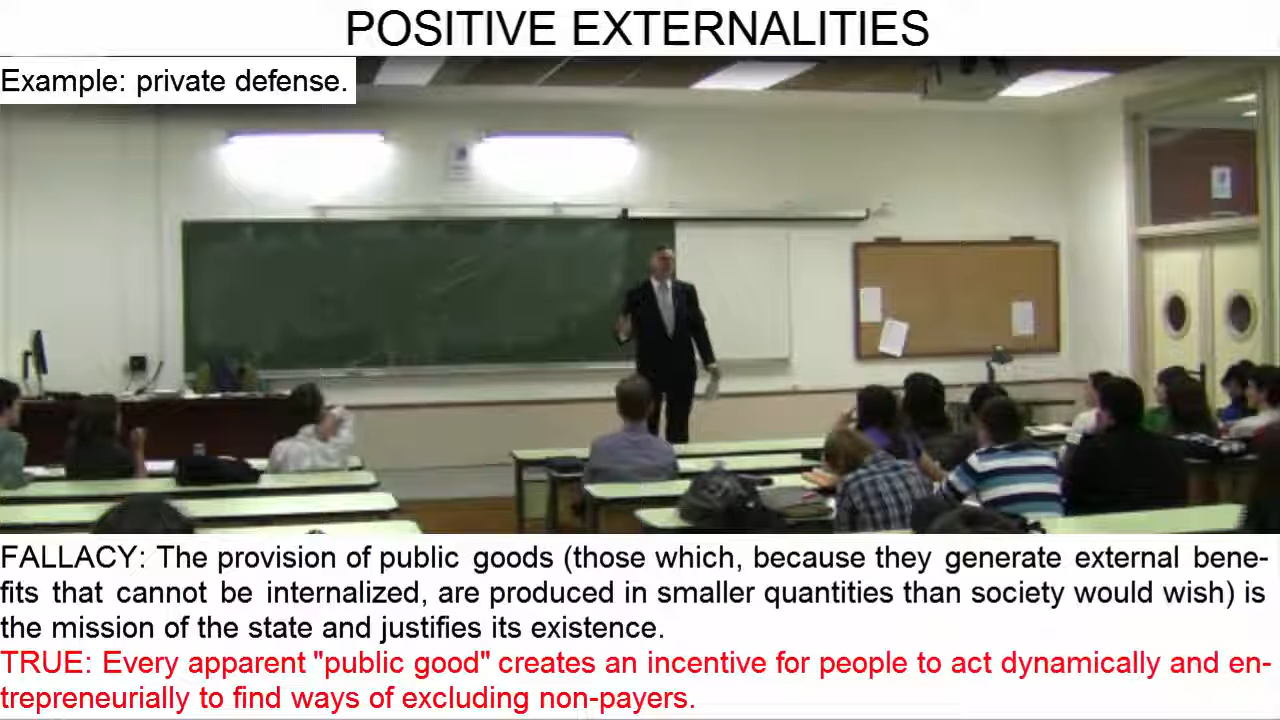 POSITIVE EXTERNALITIES
Example: private defense.
FALLACY: The provision of public goods (those which, because they generate external bene-
fits that cannot be internalized, are produced in smaller quantities than society would wish) is
the mission of the state and justifies its existence.
TRUE: Every apparent "public good" creates an incentive for people to act dynamically and en-
trepreneurially to find ways of excluding non-payers.